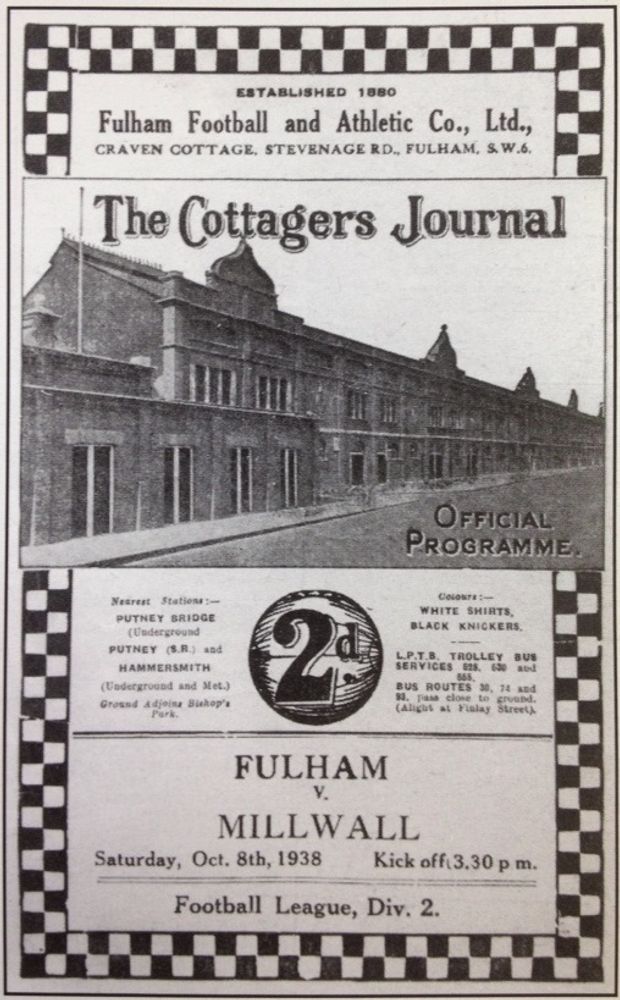 ESTABLISHED 1880
Fulham Football and Athletic Co., Ltd.,
CRAVEN COTTAGE, STEVENAGE RD., FULHAM, S.W.6.
The Cottagers Journal
OFFICIAL
PROGRAMME.
Nearest Stations:—
PUTNEY BRIDGE
(Underground
PUTNEY (S.R.) and
HAMMERSMITH
(Underground and Met.)
Ground Adjoins Bishop's
Park.
2d.
Colours:—
WHITE SHIRTS,
BLACK KNICKERS.
L.P.T.B. TROLLEY BUS
SERVICES 628, 630 and
655.
BUS ROUTES 30, 74 and
93, pass close to ground.
(Alight at Finlay Street).
FULHAM
V.
MILLWALL
Saturday, Oct. 8th, 1938 Kick off 3.30 p m.
Football League, Div. 2.